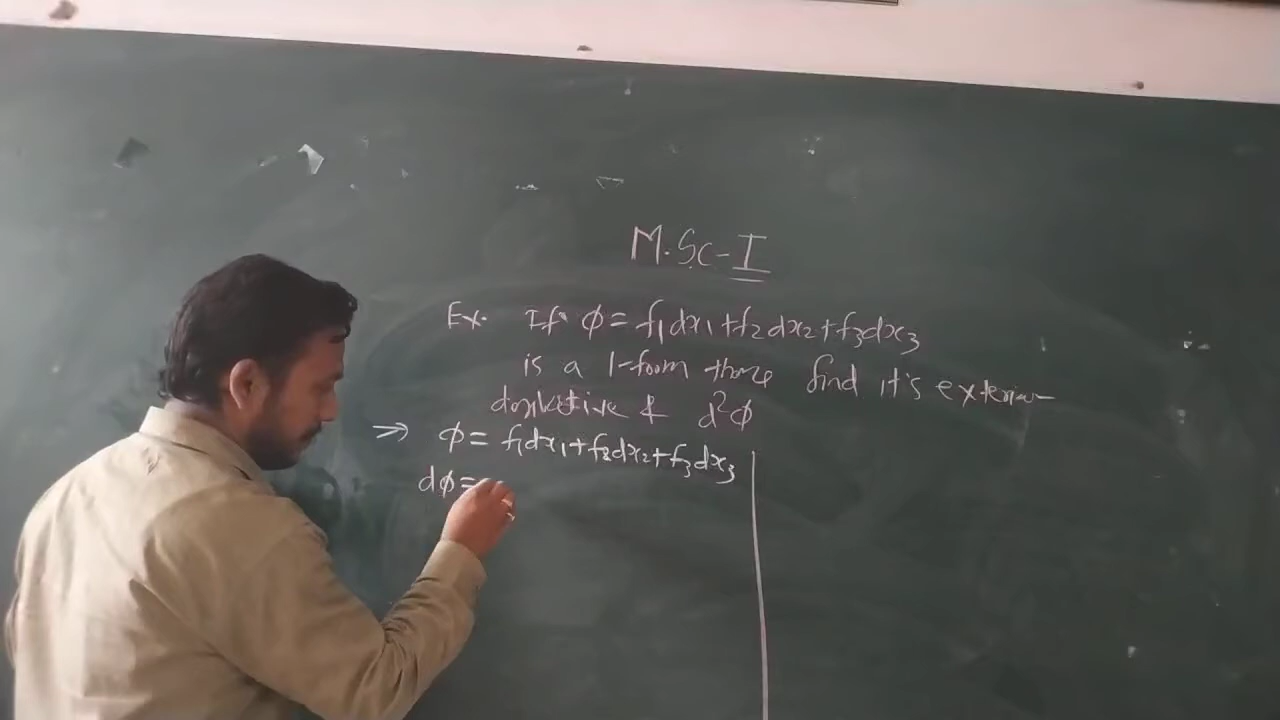 M.Sc-I
Ex. If ϕ = f₁dx₁+f₂dx₂+f₃dx₃
is a 1-form then find it's exterior
derivative & d²ϕ
⇒ ϕ = f₁dx₁+f₂dx₂+f₃dx₃
dϕ=